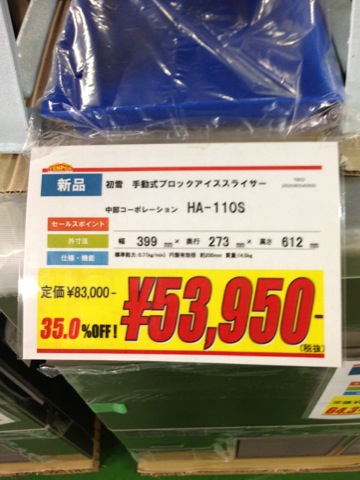 新品
初雪 手動式ブロックアイススライサー
中部コーポレーション HA-110S
セールスポイント
外寸法 幅 399 mm × 奥行 273 mm × 高さ 612 mm
仕様・機能
定価 ¥83,000-
35.0%OFF!
¥53,950-
(税抜)